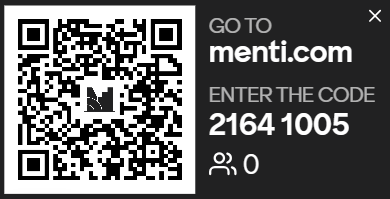 GO TO
menti.com
ENTER THE CODE
2164 1005
0